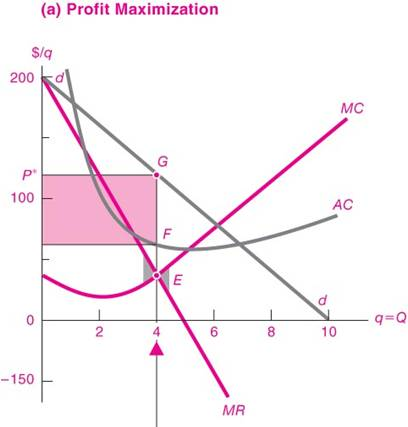 (a) Profit Maximization
$/q
200
d
MC
G
P*
100
AC
F
E
d
0
2
4
6
8
10
q=Q
−150
MR